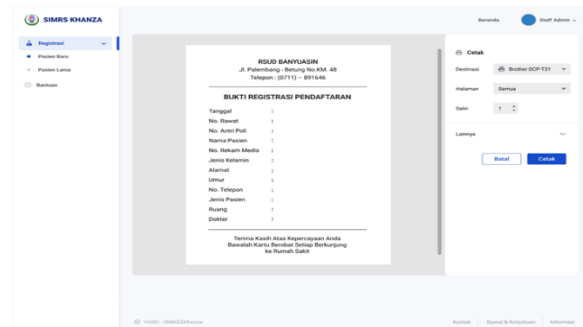 SIMRS KHANZA
Beranda
Staff Admin
Registrasi
Pasien Baru
Pasien Lama
Bantuan
RSUD BANYUASIN
Jl. Palembang - Betung No.KM. 48
Telepon : (0711) – 891646
BUKTI REGISTRASI PENDAFTARAN
Tanggal :
No. Rawat :
No. Antri Poli :
Nama Pasien :
No. Rekam Medis :
Jenis Kelamin :
Alamat :
Umur :
No. Telepon :
Jenis Pasien :
Ruang :
Dokter :
Terima Kasih Atas Kepercayaan Anda
Bawalah Kartu Berobat Setiap Berkunjung
ke Rumah Sakit
Cetak
Destinasi Brother DCP-T31
Halaman Semua
Salin 1
Lainnya
Batal Cetak
Kontak
Syarat & Ketentuan
Informasi